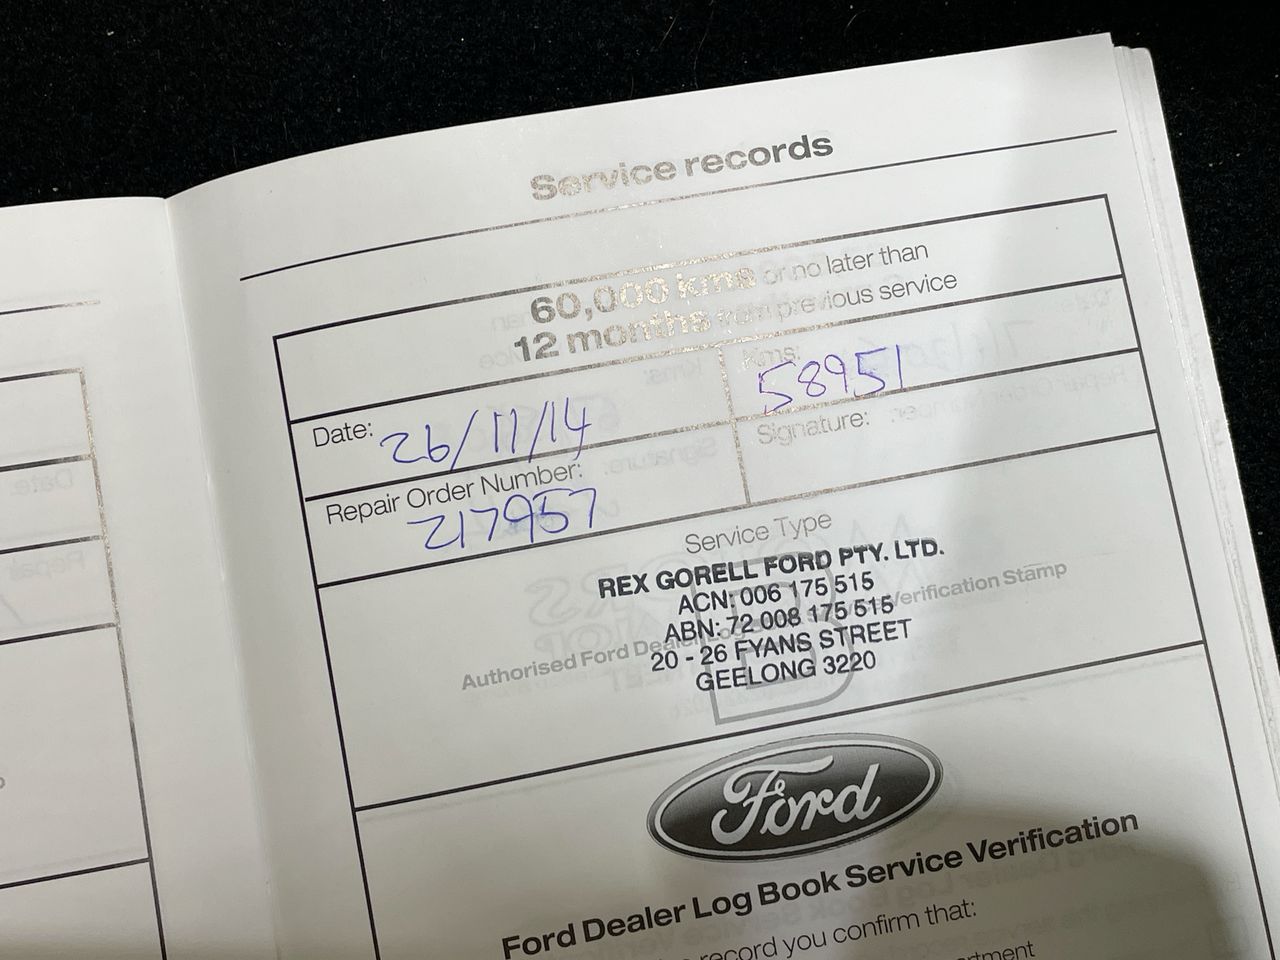 Service records
60,000 kms or no later than
12 months from previous service
Date: 26/11/14
Kms: 58951
Repair Order Number: 217957
Signature:
Service Type
B
REX GORELL FORD PTY. LTD.
ACN: 006 175 515
ABN: 72 008 175 515
20 - 26 FYANS STREET
GEELONG 3220
Authorised Ford Dealer Log Book Service Verification Stamp
Ford
Ford Dealer Log Book Service Verification
record you confirm that: